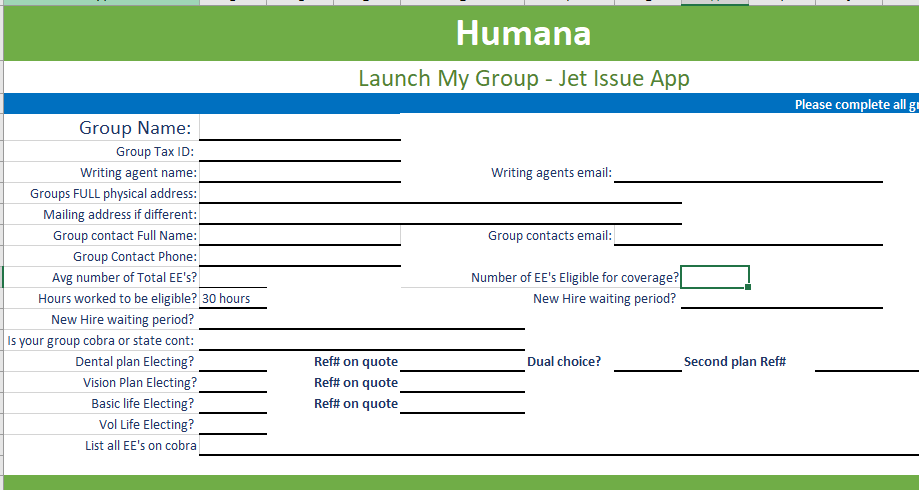 Humana
Launch My Group - Jet Issue App
Please complete all
Group Name:
Group Tax ID:
Writing agent name: Writing agents email:
Groups FULL physical address:
Mailing address if different:
Group contact Full Name: Group contacts email:
Group Contact Phone:
Avg number of Total EE's? Number of EE's Eligible for coverage?
Hours worked to be eligible? 30 hours New Hire waiting period?
New Hire waiting period?
Is your group cobra or state cont:
Dental plan Electing? Ref# on quote Dual choice? Second plan Ref#
Vision Plan Electing? Ref# on quote
Basic life Electing? Ref# on quote
Vol Life Electing?
List all EE's on cobra